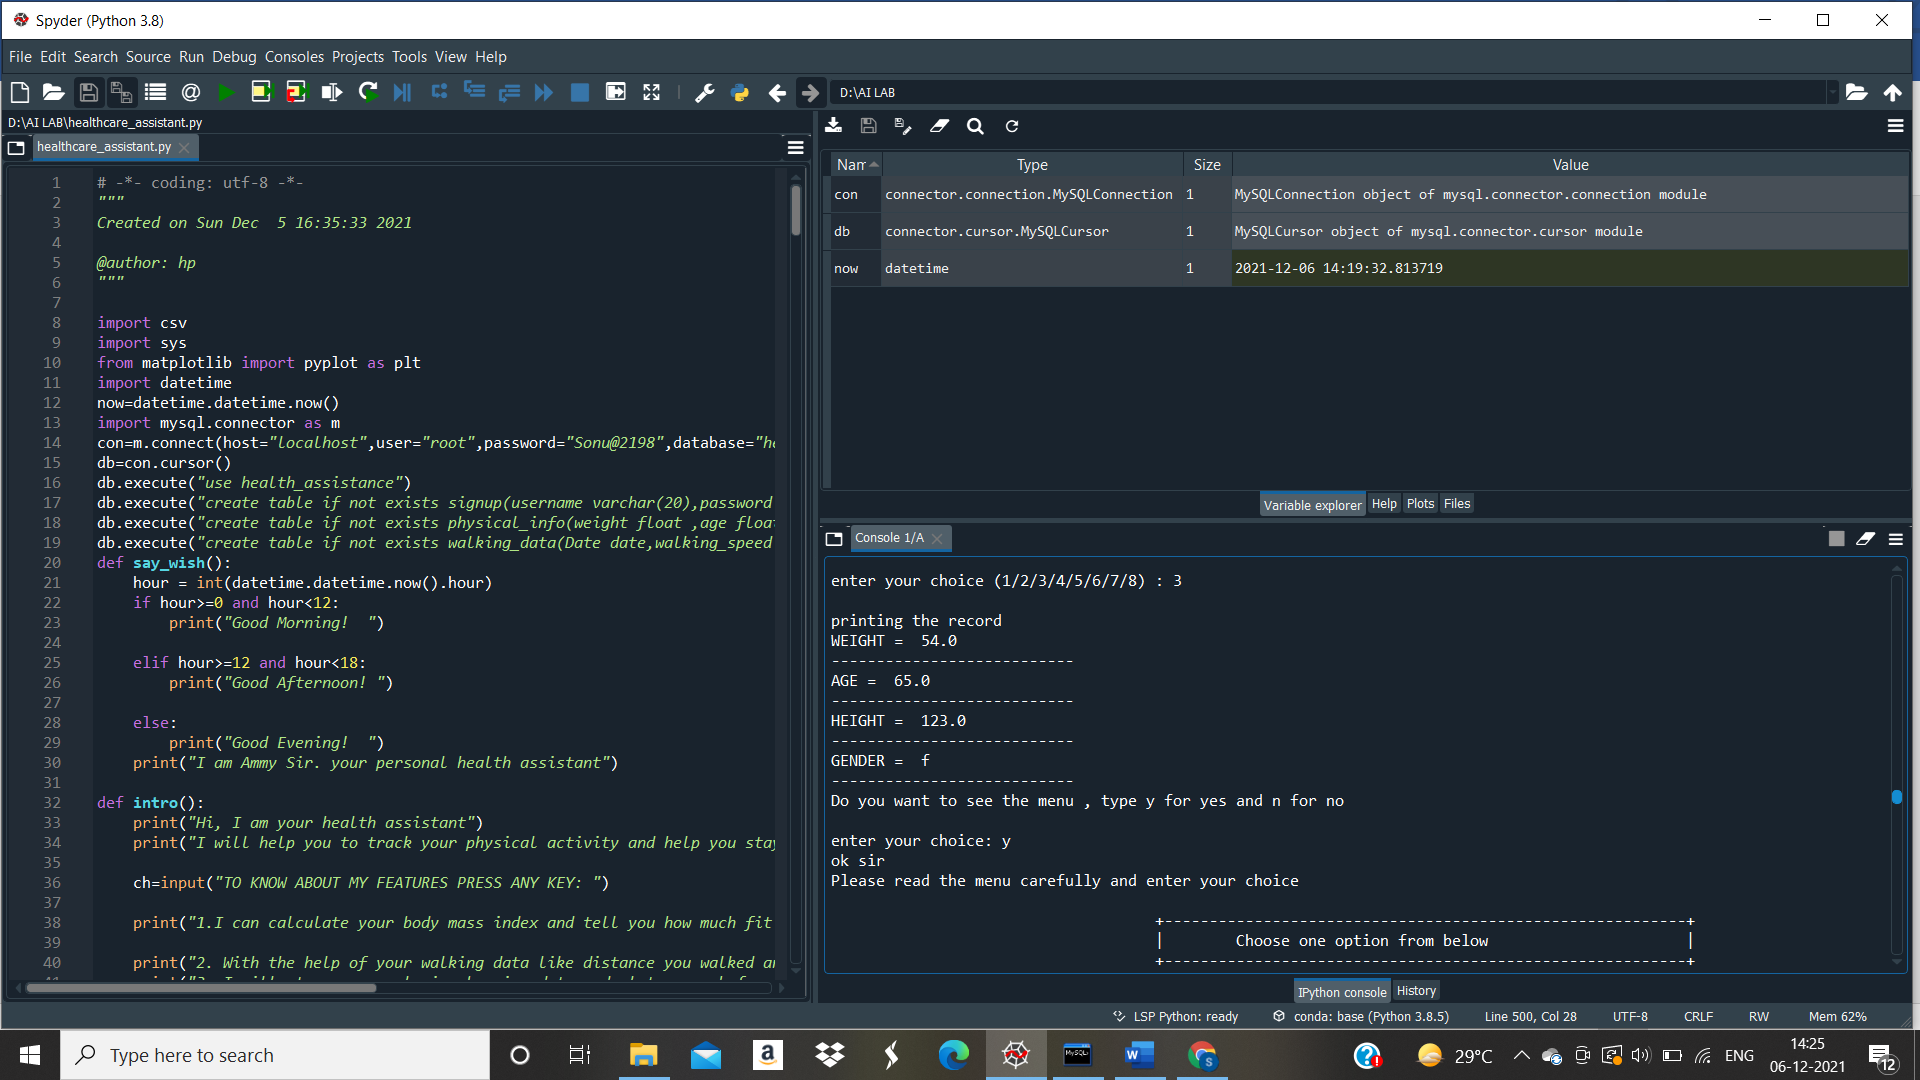 Spyder (Python 3.8)
File Edit Search Source Run Debug Consoles Projects Tools View Help
D:\AI LAB
D:\AI LAB\healthcare_assistant.py
healthcare_assistant.py
1 # -*- coding: utf-8 -*-
2 """
3 Created on Sun Dec  5 16:35:33 2021
4
5 @author: hp
6 """
7
8 import csv
9 import sys
10 from matplotlib import pyplot as plt
11 import datetime
12 now=datetime.datetime.now()
13 import mysql.connector as m
14 con=m.connect(host="localhost",user="root",password="Sonu@2198",database="he
15 db=con.cursor()
16 db.execute("use health_assistance")
17 db.execute("create table if not exists signup(username varchar(20),password
18 db.execute("create table if not exists physical_info(weight float ,age floa
19 db.execute("create table if not exists walking_data(Date date,walking_speed
20 def say_wish():
21     hour = int(datetime.datetime.now().hour)
22     if hour>=0 and hour<12:
23         print("Good Morning!  ")
24
25     elif hour>=12 and hour<18:
26         print("Good Afternoon! ")
27
28     else:
29         print("Good Evening!  ")
30     print("I am Ammy Sir. your personal health assistant")
31
32 def intro():
33     print("Hi, I am your health assistant")
34     print("I will help you to track your physical activity and help you stay
35
36     ch=input("TO KNOW ABOUT MY FEATURES PRESS ANY KEY: ")
37
38     print("1.I can calculate your body mass index and tell you how much fit
39
40     print("2. With the help of your walking data like distance you walked an
Nam Type Size Value
con connector.connection.MySQLConnection 1 MySQLConnection object of mysql.connector.connection module
db connector.cursor.MySQLCursor 1 MySQLCursor object of mysql.connector.cursor module
now datetime 1 2021-12-06 14:19:32.813719
Variable explorer Help Plots Files
Console 1/A
enter your choice (1/2/3/4/5/6/7/8) : 3
printing the record
WEIGHT =  54.0
---------------------------
AGE =  65.0
---------------------------
HEIGHT =  123.0
---------------------------
GENDER =  f
---------------------------
Do you want to see the menu , type y for yes and n for no
enter your choice: y
ok sir
Please read the menu carefully and enter your choice
+----------------------------------------------------------+
|        Choose one option from below                      |
+----------------------------------------------------------+
IPython console History
LSP Python: ready conda: base (Python 3.8.5) Line 500, Col 28 UTF-8 CRLF RW Mem 62%
Type here to search
29°C ENG 14:25
06-12-2021
12